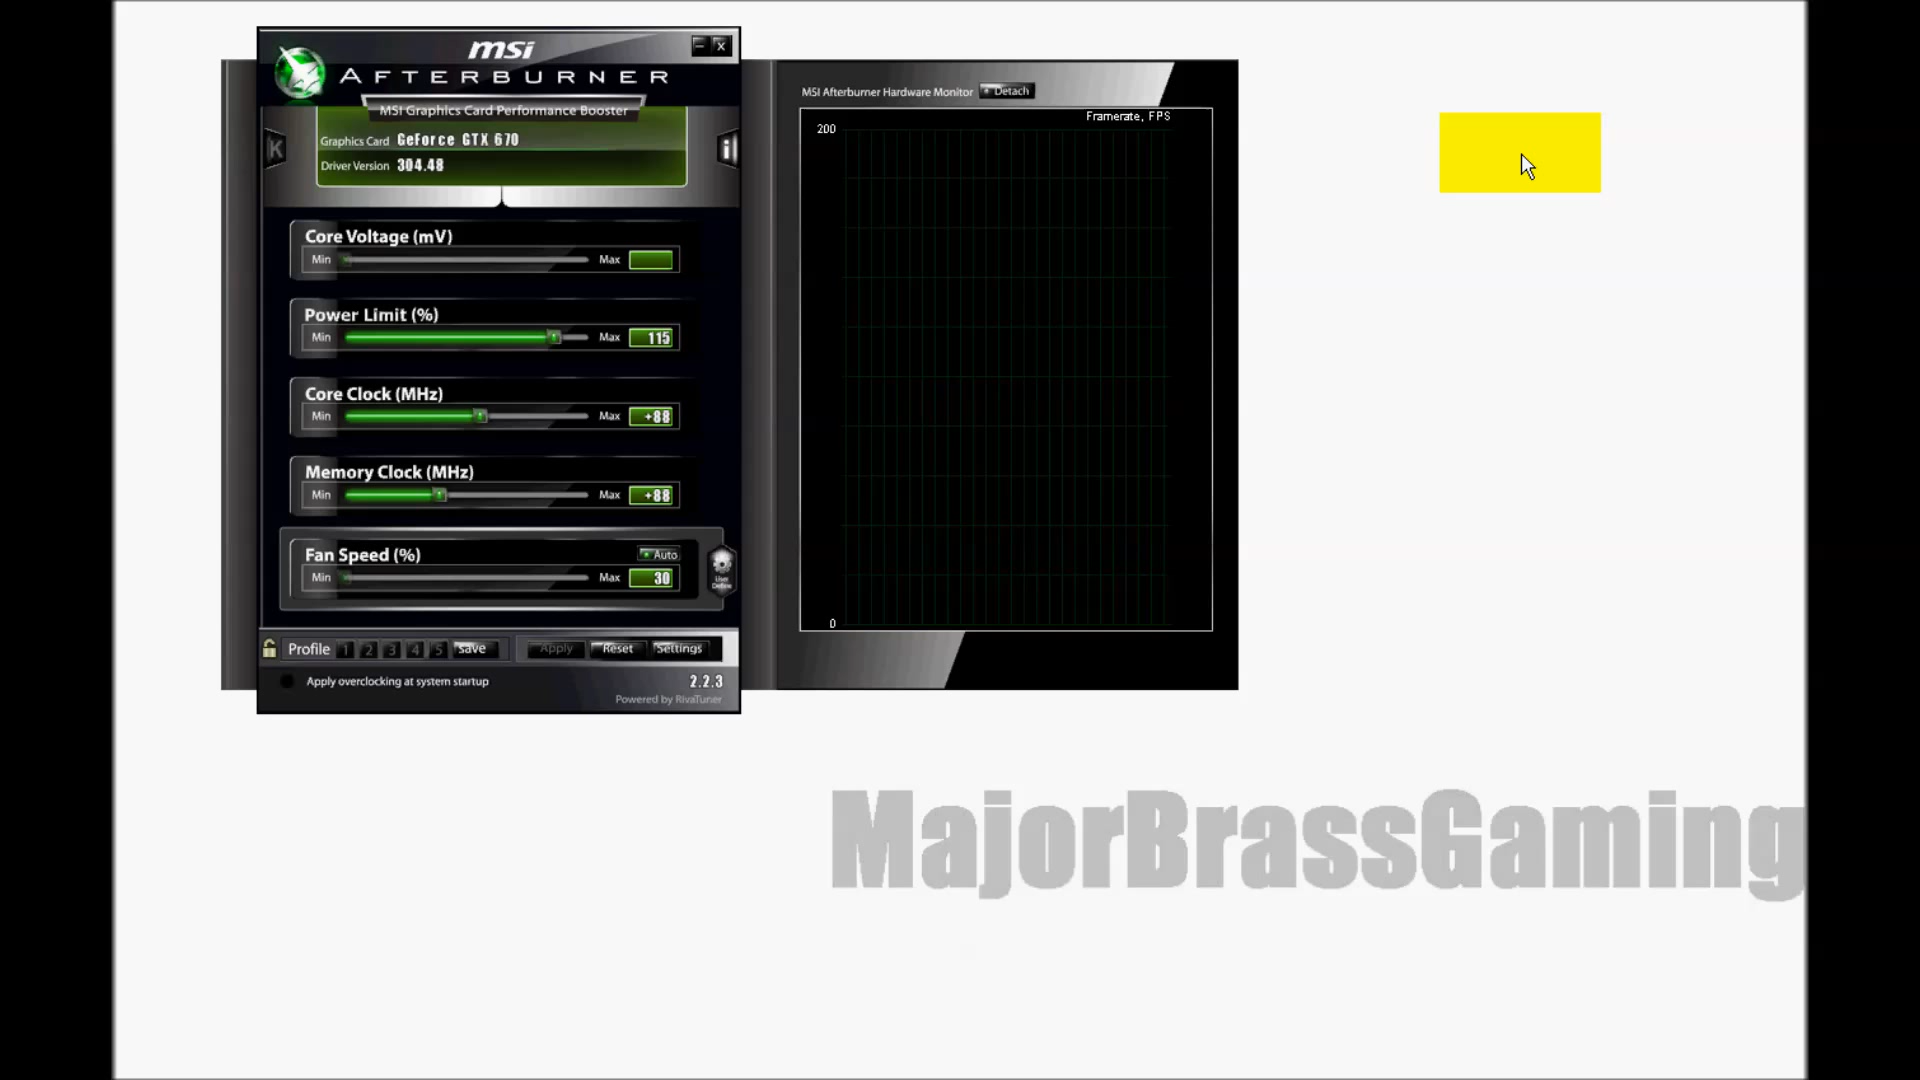 msi
AFTERBURNER
MSI Graphics Card Performance Booster
Graphics Card GeForce GTX 670
Driver Version 304.48
K
i
Core Voltage (mV)
Min Max
Power Limit (%)
Min Max 115
Core Clock (MHz)
Min Max +88
Memory Clock (MHz)
Min Max +88
Fan Speed (%) Auto
Min Max 30
User Define
Profile 1 2 3 4 5 Save Apply Reset Settings
Apply overclocking at system startup 2.2.3
Powered by RivaTuner
MSI Afterburner Hardware Monitor Detach
Framerate, FPS
200
0
MajorBrassGaming